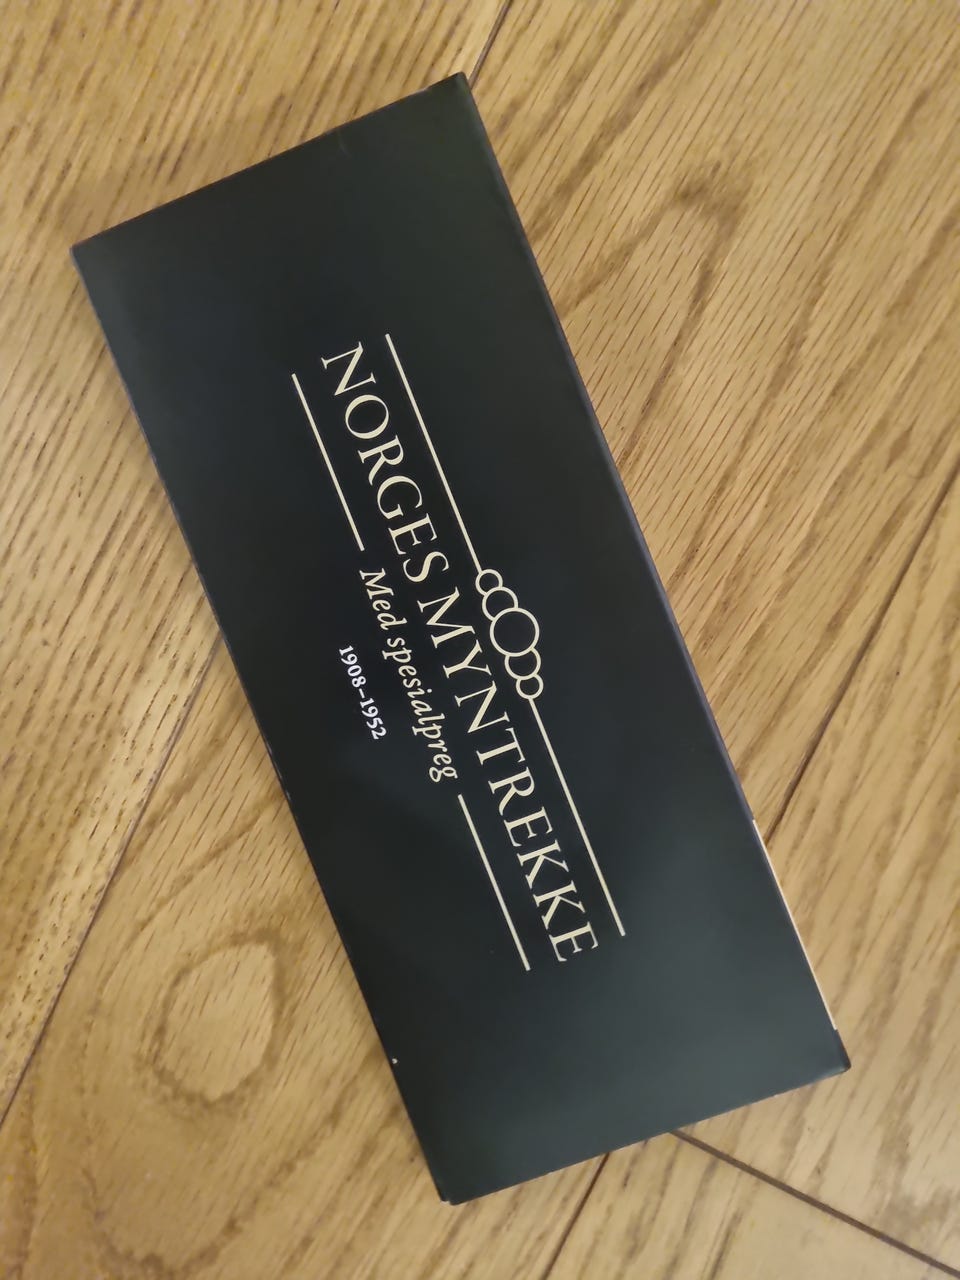 NORGES MYNTREKKE
Med spesialpreg
1908–1952